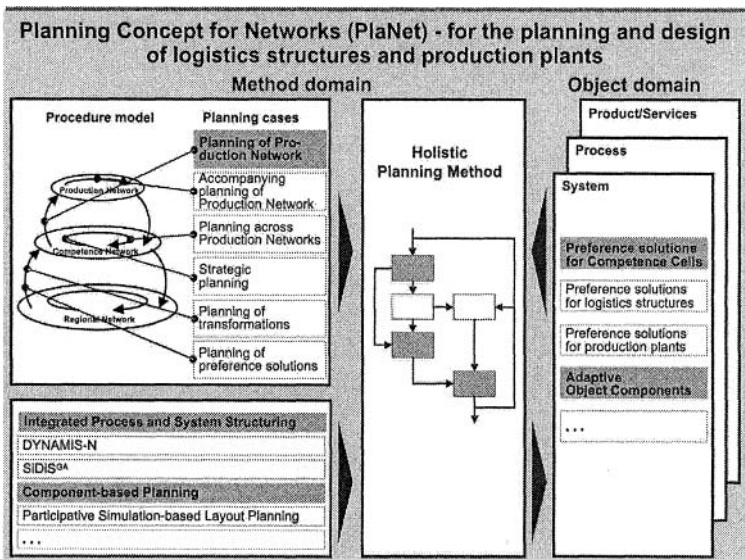 Planning Concept for Networks (PlaNet) - for the planning and design
of logistics structures and production plants
Method domain
Object domain
Procedure model
Planning cases
Planning of Pro-
duction Network
Accompanying
planning of
Production Network
Planning across
Production Networks
Strategic
planning
Planning of
transformations
Planning of
preference solutions
Production Network
Competence Network
Regional Network
Integrated Process and System Structuring
DYNAMIS-N
SIDISGA
Component-based Planning
Participative Simulation-based Layout Planning
...
Holistic
Planning Method
Product/Services
Process
System
Preference solutions
for Competence Cells
Preference solutions
for logistics structures
Preference solutions
for production plants
Adaptive
Object Components
...